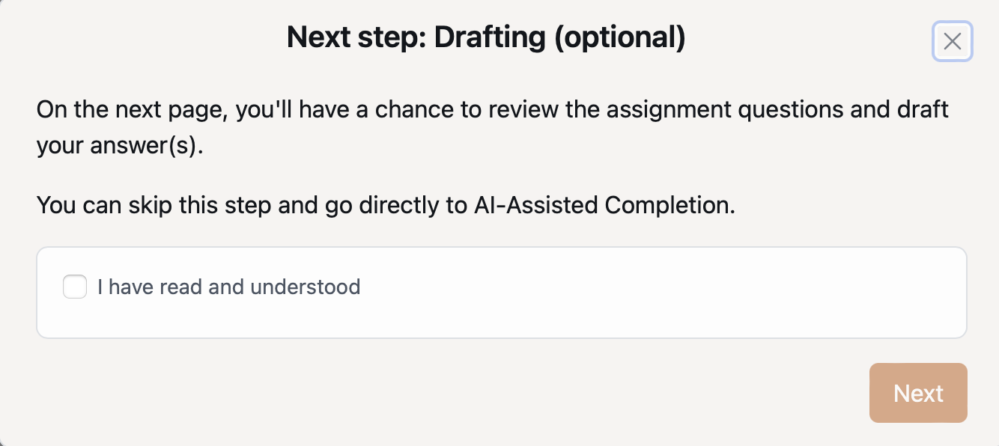 Next step: Drafting (optional)
On the next page, you'll have a chance to review the assignment questions and draft
your answer(s).
You can skip this step and go directly to AI-Assisted Completion.
I have read and understood
Next